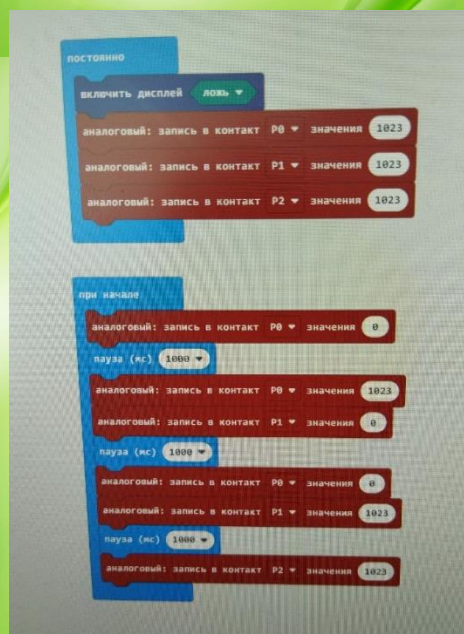 постоянно
включить дисплей ложь
аналоговый: запись в контакт P0 значения 1023
аналоговый: запись в контакт P1 значения 1023
аналоговый: запись в контакт P2 значения 1023
при начале
аналоговый: запись в контакт P0 значения 0
пауза (мс) 1000
аналоговый: запись в контакт P0 значения 1023
аналоговый: запись в контакт P1 значения 0
пауза (мс) 1000
аналоговый: запись в контакт P0 значения 0
аналоговый: запись в контакт P1 значения 1023
пауза (мс) 1000
аналоговый: запись в контакт P2 значения 1023